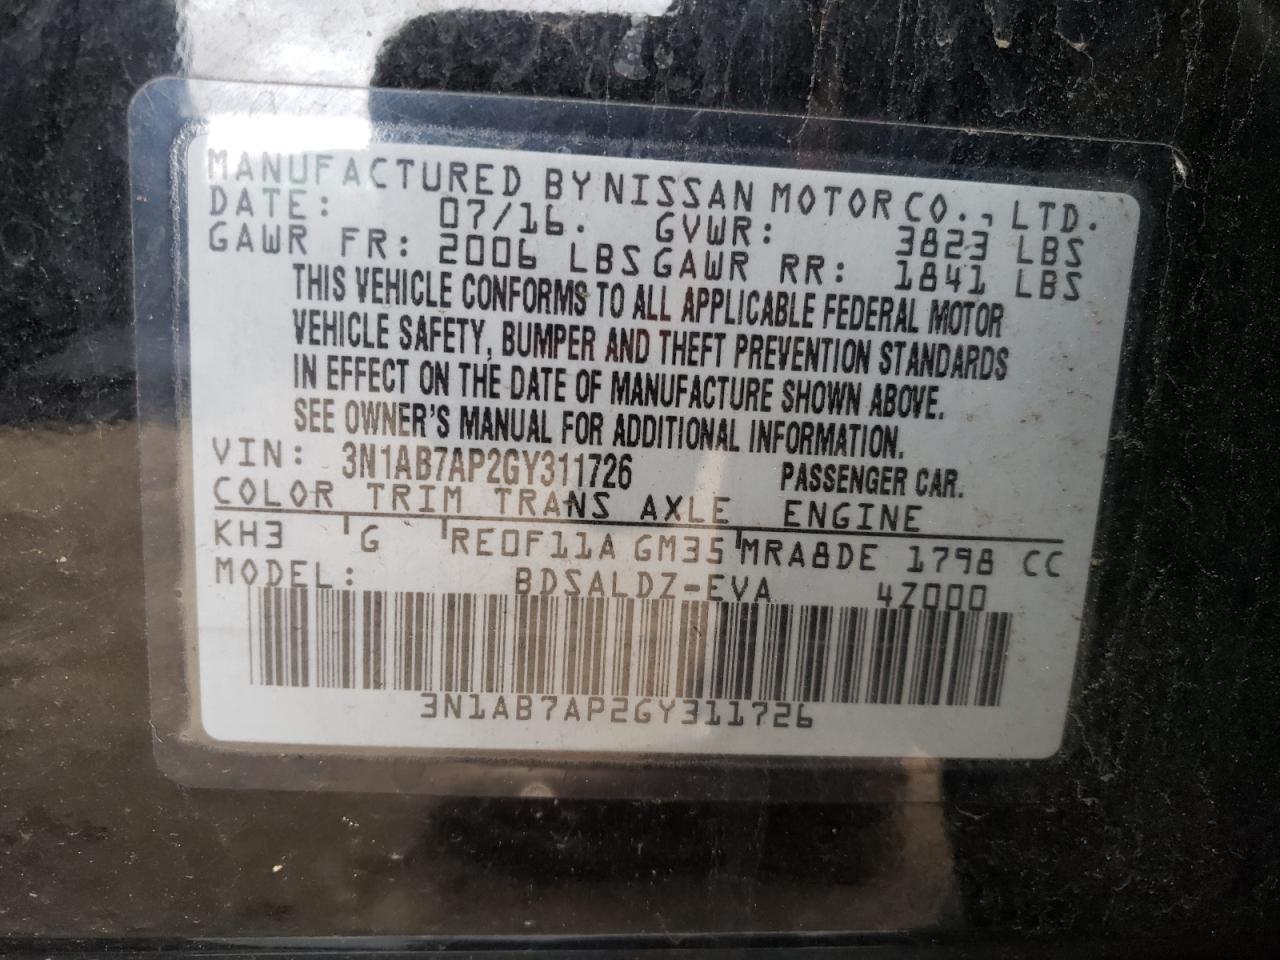 MANUFACTURED BY NISSAN MOTOR CO., LTD.
DATE: 07/16. GVWR: 3823 LBS
GAWR FR: 2006 LBS GAWR RR: 1841 LBS
THIS VEHICLE CONFORMS TO ALL APPLICABLE FEDERAL MOTOR
VEHICLE SAFETY, BUMPER AND THEFT PREVENTION STANDARDS
IN EFFECT ON THE DATE OF MANUFACTURE SHOWN ABOVE.
SEE OWNER'S MANUAL FOR ADDITIONAL INFORMATION.
VIN: 3N1AB7AP2GY311726 PASSENGER CAR.
COLOR TRIM TRANS AXLE ENGINE
KH3 G RE0F11A GM35 MRA8DE 1798 CC
MODEL: BDSALDZ-EVA 4Z000
3N1AB7AP2GY311726